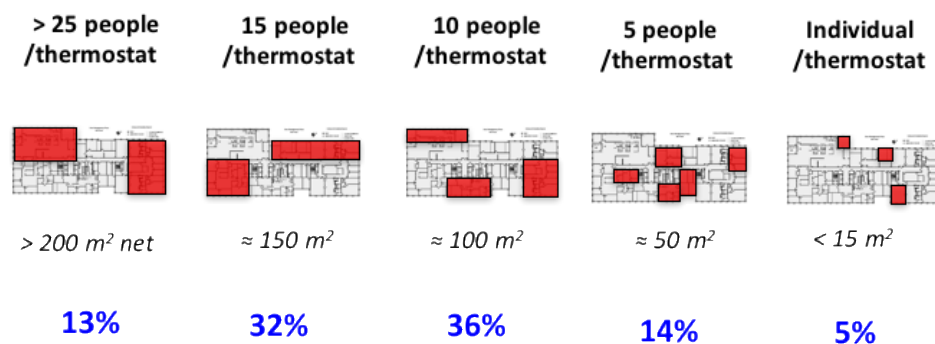 > 25 people
/thermostat
15 people
/thermostat
10 people
/thermostat
5 people
/thermostat
Individual
/thermostat
> 200 m² net
≈ 150 m²
≈ 100 m²
≈ 50 m²
< 15 m²
13%
32%
36%
14%
5%